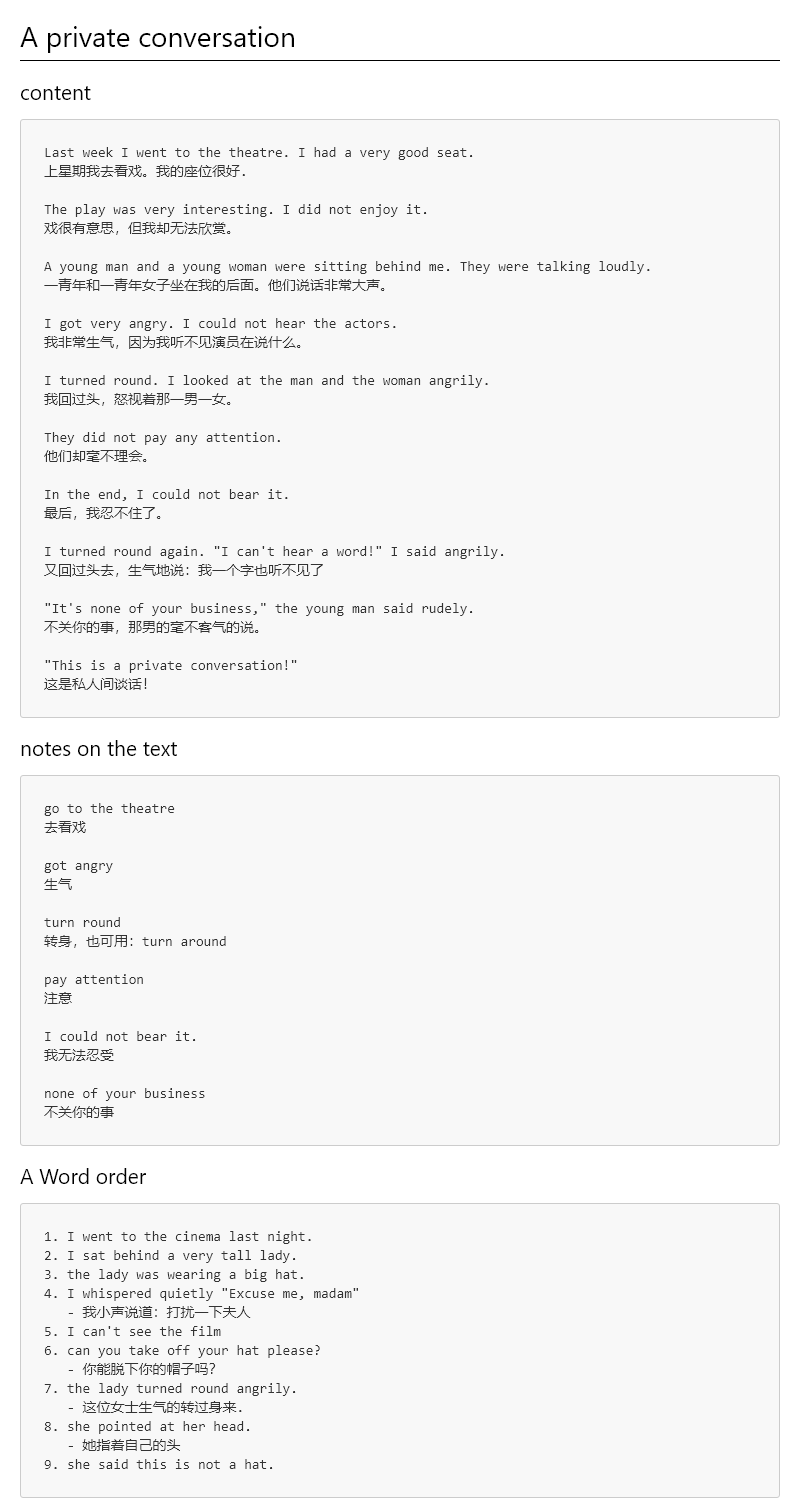 A private conversation
content
Last week I went to the theatre. I had a very good seat.
上星期我去看戏。我的座位很好.
The play was very interesting. I did not enjoy it.
戏很有意思，但我却无法欣赏。
A young man and a young woman were sitting behind me. They were talking loudly.
一青年和一青年女子坐在我的后面。他们说话非常大声。
I got very angry. I could not hear the actors.
我非常生气，因为我听不见演员在说什么。
I turned round. I looked at the man and the woman angrily.
我回过头，怒视着那一男一女。
They did not pay any attention.
他们却毫不理会。
In the end, I could not bear it.
最后，我忍不住了。
I turned round again. "I can't hear a word!" I said angrily.
又回过头去，生气地说：我一个字也听不见了
"It's none of your business," the young man said rudely.
不关你的事，那男的毫不客气的说。
"This is a private conversation!"
这是私人间谈话！
notes on the text
go to the theatre
去看戏
got angry
生气
turn round
转身，也可用：turn around
pay attention
注意
I could not bear it.
我无法忍受
none of your business
不关你的事
A Word order
1. I went to the cinema last night.
2. I sat behind a very tall lady.
3. the lady was wearing a big hat.
4. I whispered quietly "Excuse me, madam"
- 我小声说道：打扰一下夫人
5. I can't see the film
6. can you take off your hat please?
- 你能脱下你的帽子吗？
7. the lady turned round angrily.
- 这位女士生气的转过身来.
8. she pointed at her head.
- 她指着自己的头
9. she said this is not a hat.